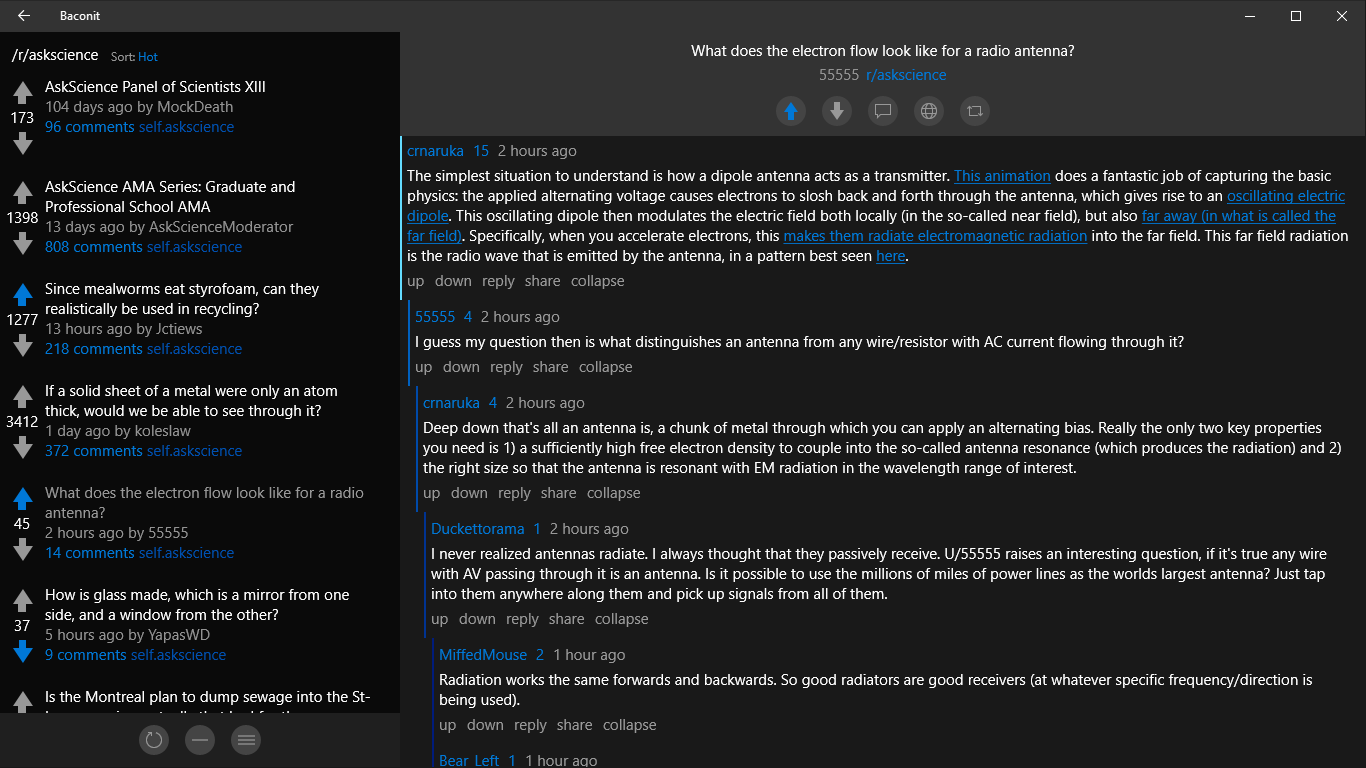 Baconit
/r/askscience Sort: Hot
AskScience Panel of Scientists XIII
104 days ago by MockDeath
173
96 comments self.askscience
AskScience AMA Series: Graduate and
Professional School AMA
1398
13 days ago by AskScienceModerator
808 comments self.askscience
Since mealworms eat styrofoam, can they
realistically be used in recycling?
1277
13 hours ago by Jctiews
218 comments self.askscience
If a solid sheet of a metal were only an atom
thick, would we be able to see through it?
3412
1 day ago by koleslaw
372 comments self.askscience
What does the electron flow look like for a radio
antenna?
45
2 hours ago by 55555
14 comments self.askscience
How is glass made, which is a mirror from one
side, and a window from the other?
37
5 hours ago by YapasWD
9 comments self.askscience
Is the Montreal plan to dump sewage into the St-
What does the electron flow look like for a radio antenna?
55555 r/askscience
crnaruka 15 2 hours ago
The simplest situation to understand is how a dipole antenna acts as a transmitter. This animation does a fantastic job of capturing the basic
physics: the applied alternating voltage causes electrons to slosh back and forth through the antenna, which gives rise to an oscillating electric
dipole. This oscillating dipole then modulates the electric field both locally (in the so-called near field), but also far away (in what is called the
far field). Specifically, when you accelerate electrons, this makes them radiate electromagnetic radiation into the far field. This far field radiation
is the radio wave that is emitted by the antenna, in a pattern best seen here.
up down reply share collapse
55555 4 2 hours ago
I guess my question then is what distinguishes an antenna from any wire/resistor with AC current flowing through it?
up down reply share collapse
crnaruka 4 2 hours ago
Deep down that's all an antenna is, a chunk of metal through which you can apply an alternating bias. Really the only two key properties
you need is 1) a sufficiently high free electron density to couple into the so-called antenna resonance (which produces the radiation) and 2)
the right size so that the antenna is resonant with EM radiation in the wavelength range of interest.
up down reply share collapse
Duckettorama 1 2 hours ago
I never realized antennas radiate. I always thought that they passively receive. U/55555 raises an interesting question, if it's true any wire
with AV passing through it is an antenna. Is it possible to use the millions of miles of power lines as the worlds largest antenna? Just tap
into them anywhere along them and pick up signals from all of them.
up down reply share collapse
MiffedMouse 2 1 hour ago
Radiation works the same forwards and backwards. So good radiators are good receivers (at whatever specific frequency/direction is
being used).
up down reply share collapse
Bear_Left 1 1 hour ago